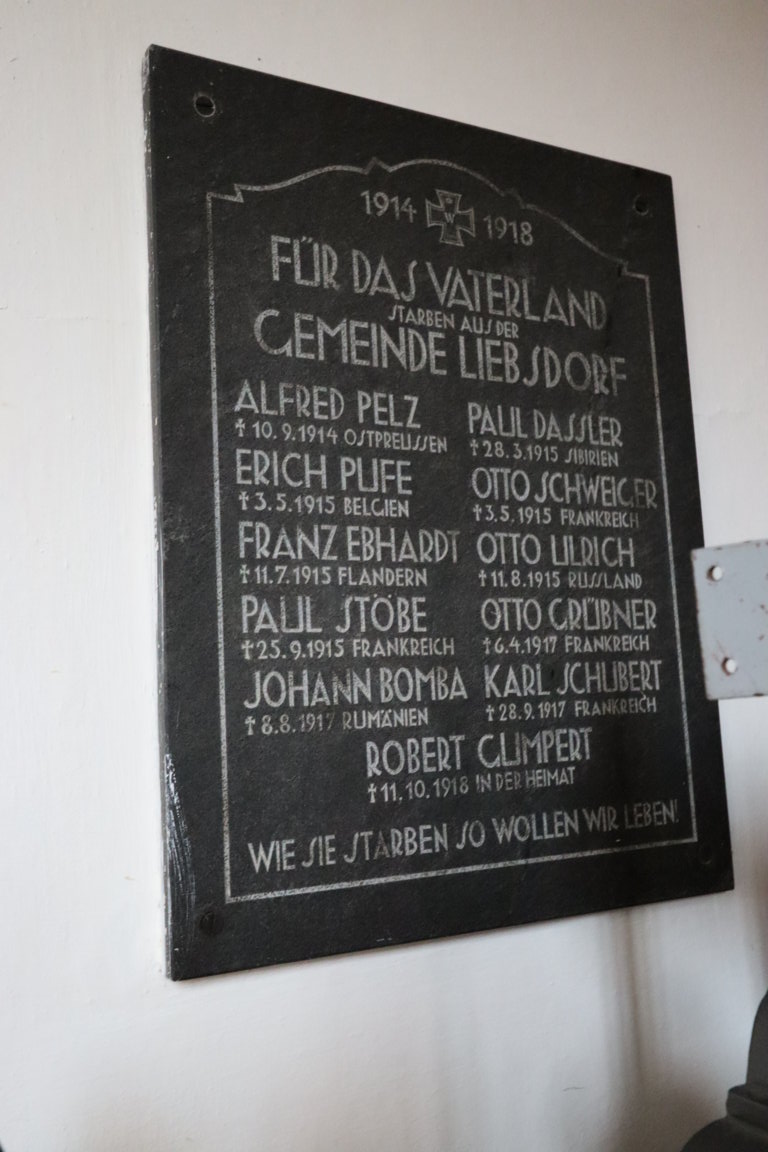 1914 W 1918
FÜR DAS VATERLAND
STARBEN AUS DER
GEMEINDE LIEBSDORF
ALFRED PELZ
† 10.9.1914 OSTPREUSSEN
ERICH PUFE
† 3.5.1915 BELGIEN
FRANZ EBHARDT
† 11.7.1915 FLANDERN
PAUL STÖBE
† 25.9.1915 FRANKREICH
JOHANN BOMBA
† 8.8.1917 RUMÄNIEN
PAUL DASSLER
† 28.3.1915 SIBIRIEN
OTTO SCHWEIGER
† 3.5.1915 FRANKREICH
OTTO ULRICH
† 11.8.1915 RUSSLAND
OTTO GRÜBNER
† 6.4.1917 FRANKREICH
KARL SCHUBERT
† 28.9.1917 FRANKREICH
ROBERT GUMPERT
† 11.10.1918 IN DER HEIMAT
WIE SIE STARBEN SO WOLLEN WIR LEBEN!